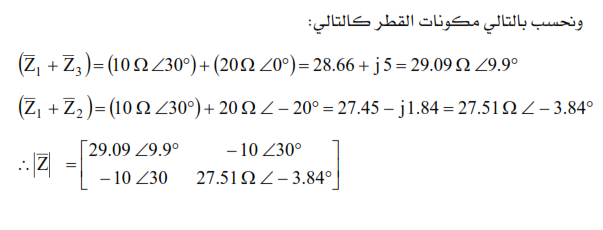 ونحسب بالتالي مكونات القطر كالتالي:
(Z̅₁ + Z̅₃) = (10 Ω ∠30°) + (20Ω ∠0°) = 28.66 + j 5 = 29.09 Ω ∠9.9°
(Z̅₁ + Z̅₂) = (10 Ω ∠30°) + 20 Ω ∠ − 20° = 27.45 − j1.84 = 27.51Ω ∠ − 3.84°
∴ |Z̅| = [29.09 ∠9.9° − 10 ∠30°
− 10 ∠30 27.51 Ω ∠ − 3.84°]